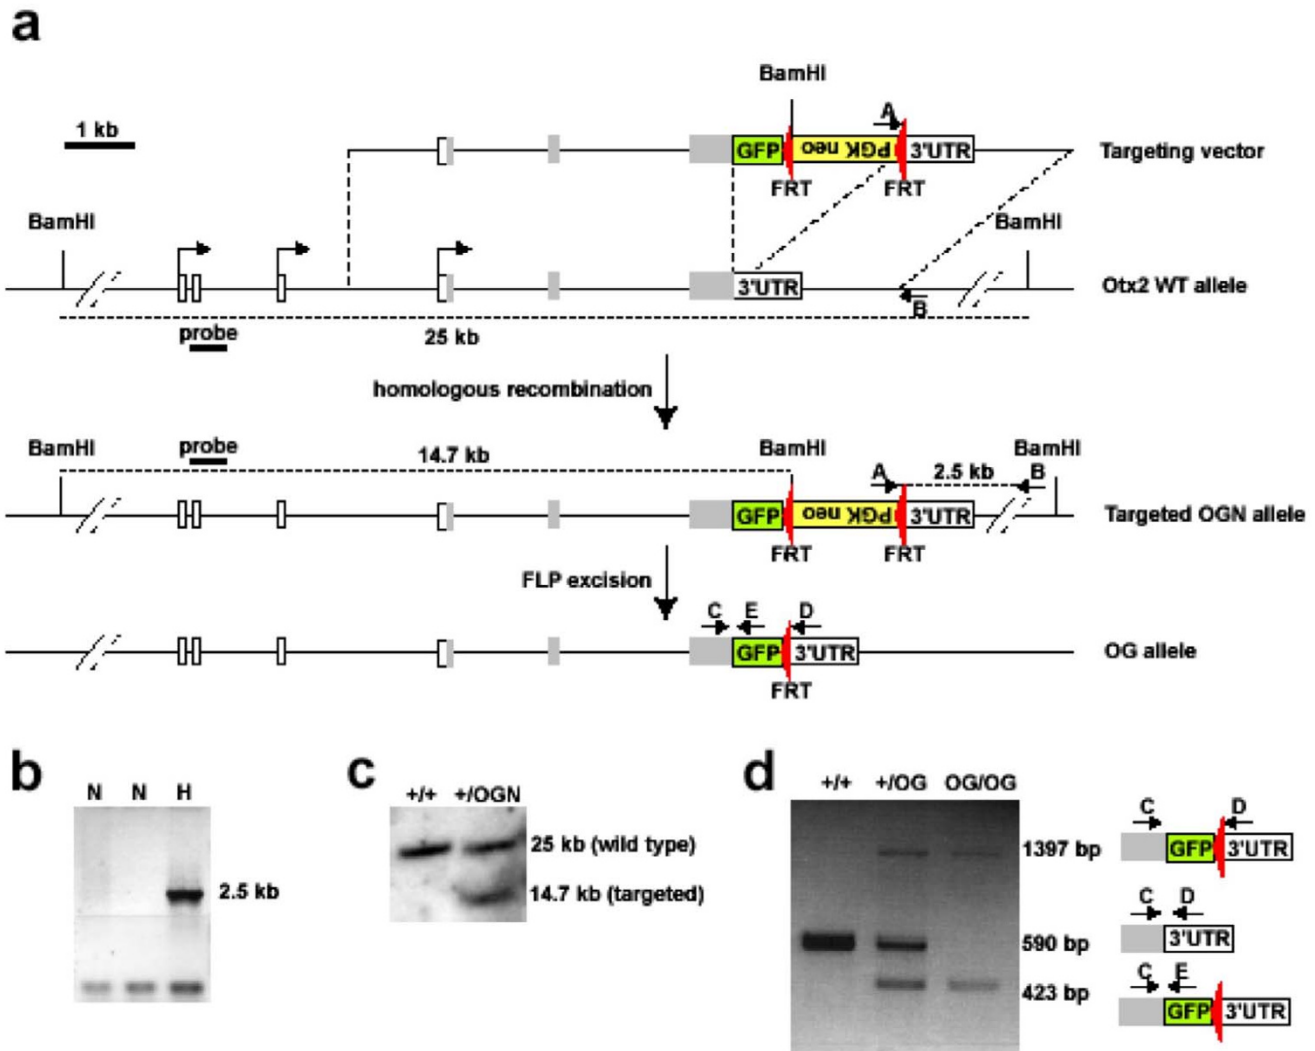 a
BamHI
1 kb
A
GFP
PGK neo
3'UTR
Targeting vector
FRT
FRT
BamHI
BamHI
3'UTR
Otx2 WT allele
B
probe
25 kb
homologous recombination
BamHI
probe
14.7 kb
BamHI
BamHI
A
2.5 kb
B
GFP
PGK neo
3'UTR
Targeted OGN allele
FRT
FRT
FLP excision
C
E
D
GFP
3'UTR
OG allele
FRT
b
N N H
2.5 kb
c
+/+ +/OGN
25 kb (wild type)
14.7 kb (targeted)
d
+/+ +/OG OG/OG
1397 bp
590 bp
423 bp
C D
GFP 3'UTR
C D
3'UTR
C E
GFP 3'UTR